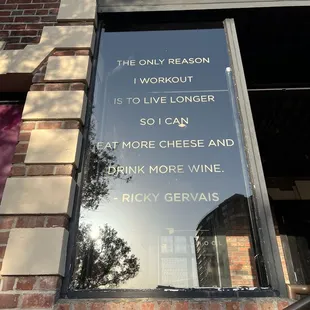 THE ONLY REASON
I WORKOUT
IS TO LIVE LONGER
SO I CAN
EAT MORE CHEESE AND
DRINK MORE WINE.
- RICKY GERVAIS